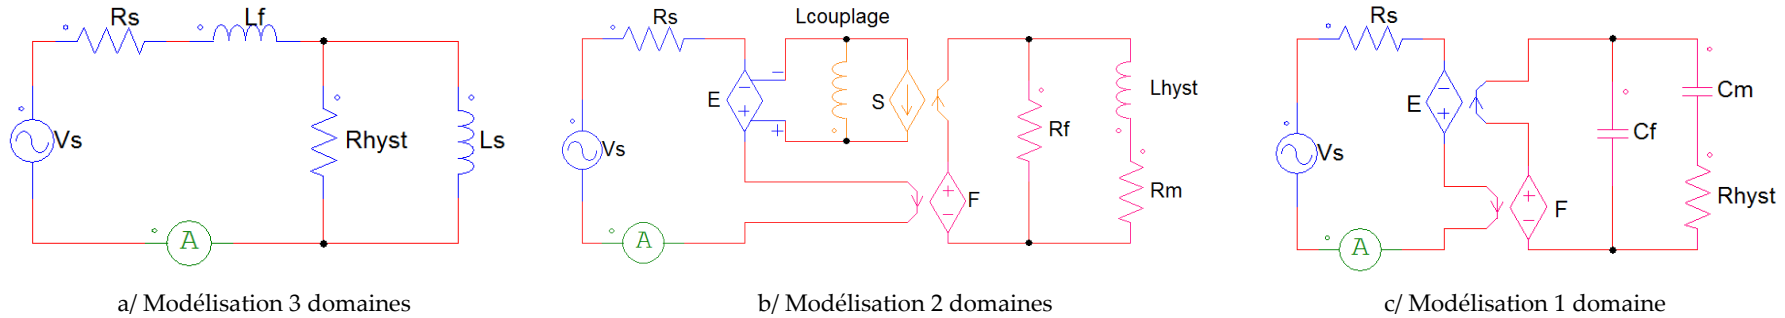 Rs
Lf
Vs
Rhyst
Ls
A
a/ Modélisation 3 domaines
Rs
Lcouplage
E
S
Vs
Rf
Lhyst
Rm
F
A
b/ Modélisation 2 domaines
Rs
E
Vs
Cf
Cm
Rhyst
F
A
c/ Modélisation 1 domaine